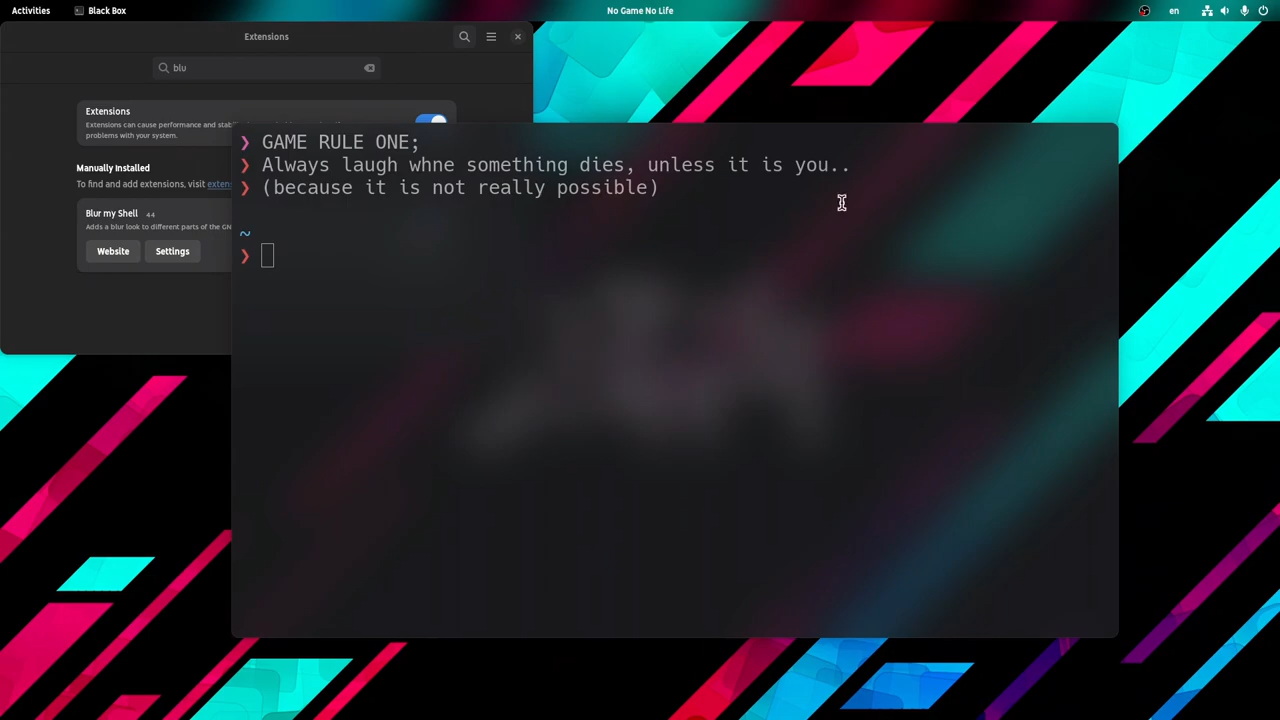 Activities
Black Box
No Game No Life
en
Extensions
blu
Extensions
Extensions can cause performance and stabil
problems with your system.
Manually Installed
To find and add extensions, visit exten
Blur my Shell 44
Adds a blur look to different parts of the GN
Website
Settings
❯ GAME RULE ONE;
❯ Always laugh whne something dies, unless it is you..
❯ (because it is not really possible)
~
❯